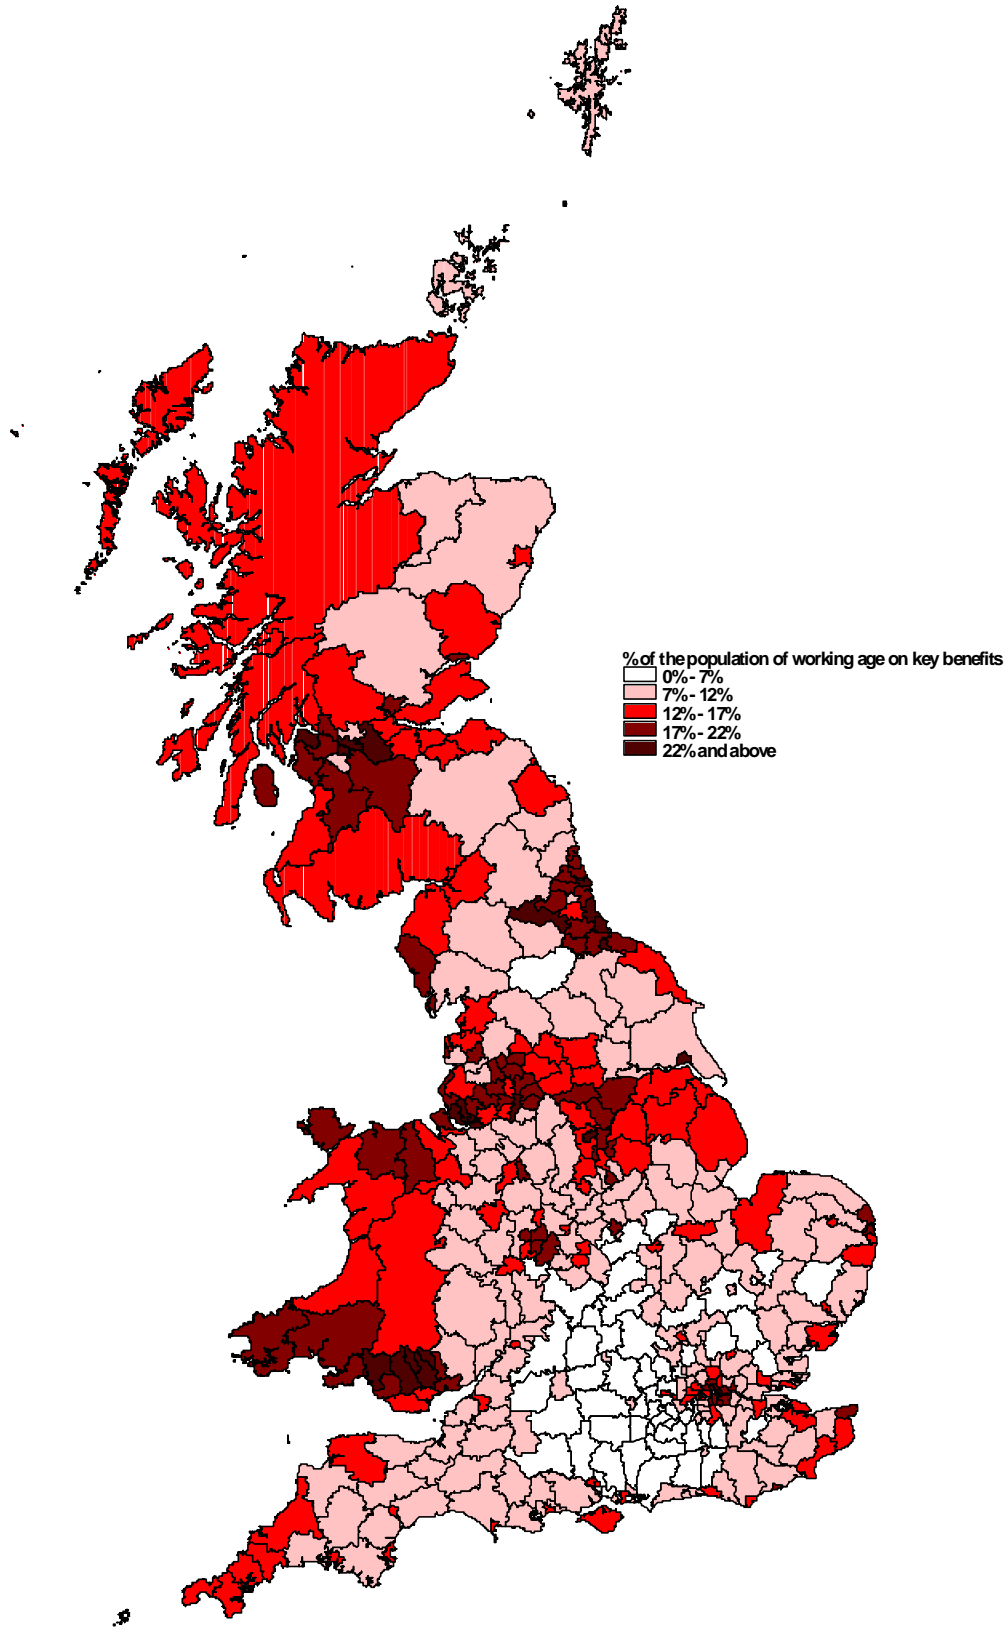 % of the population of working age on key benefits
0% - 7%
7% - 12%
12% - 17%
17% - 22%
22% and above